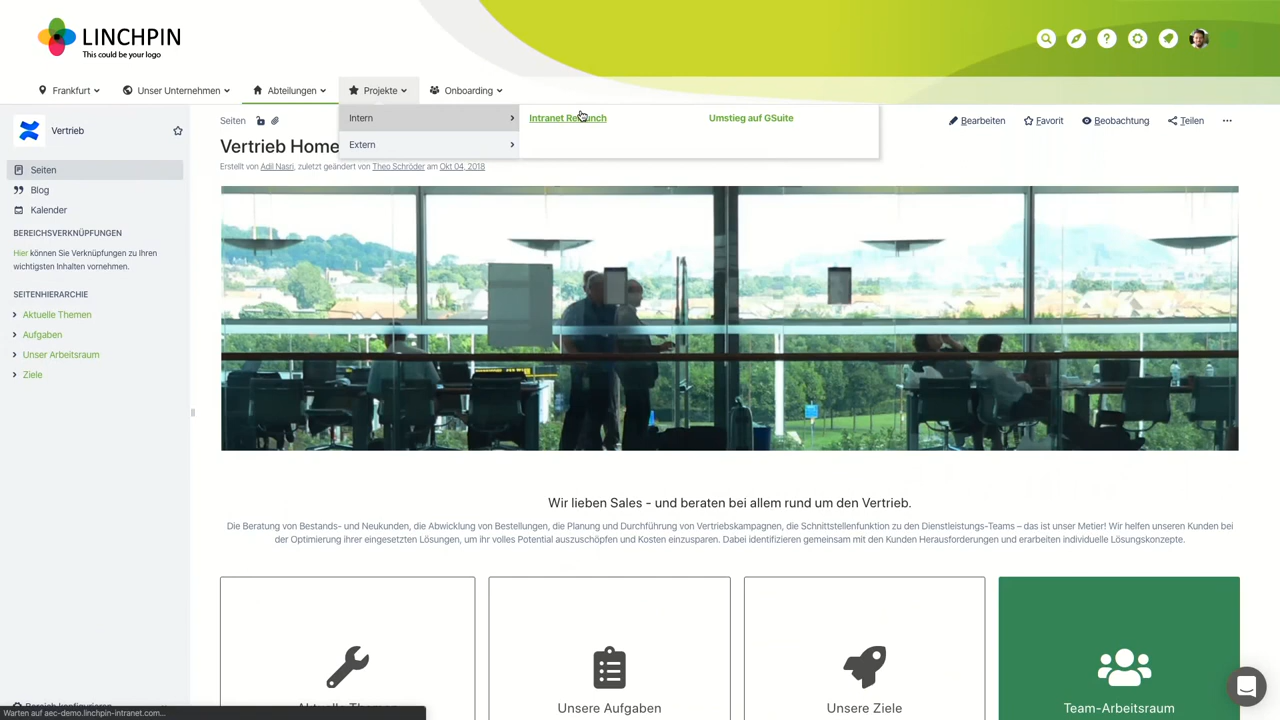 LINCHPIN
This could be your logo
Frankfurt
Unser Unternehmen
Abteilungen
Projekte
Onboarding
Vertrieb
Seiten
Blog
Kalender
BEREICHSVERKNÜPFUNGEN
Hier können Sie Verknüpfungen zu Ihren
wichtigsten Inhalten vornehmen.
SEITENHIERARCHIE
Aktuelle Themen
Aufgaben
Unser Arbeitsraum
Ziele
Bereich konfigurieren
Warten auf aec-demo.linchpin-intranet.com...
Intern
Extern
Intranet Relaunch
Umstieg auf GSuite
Seiten
Bearbeiten
Favorit
Beobachtung
Teilen
Vertrieb Home
Erstellt von Adil Nasri, zuletzt geändert von Theo Schröder am Okt 04, 2018
Wir lieben Sales - und beraten bei allem rund um den Vertrieb.
Die Beratung von Bestands- und Neukunden, die Abwicklung von Bestellungen, die Planung und Durchführung von Vertriebskampagnen, die Schnittstellenfunktion zu den Dienstleistungs-Teams – das ist unser Metier! Wir helfen unseren Kunden bei
der Optimierung ihrer eingesetzten Lösungen, um ihr volles Potential auszuschöpfen und Kosten einzusparen. Dabei identifizieren gemeinsam mit den Kunden Herausforderungen und erarbeiten individuelle Lösungskonzepte.
Aktuelle Themen
Unsere Aufgaben
Unsere Ziele
Team-Arbeitsraum